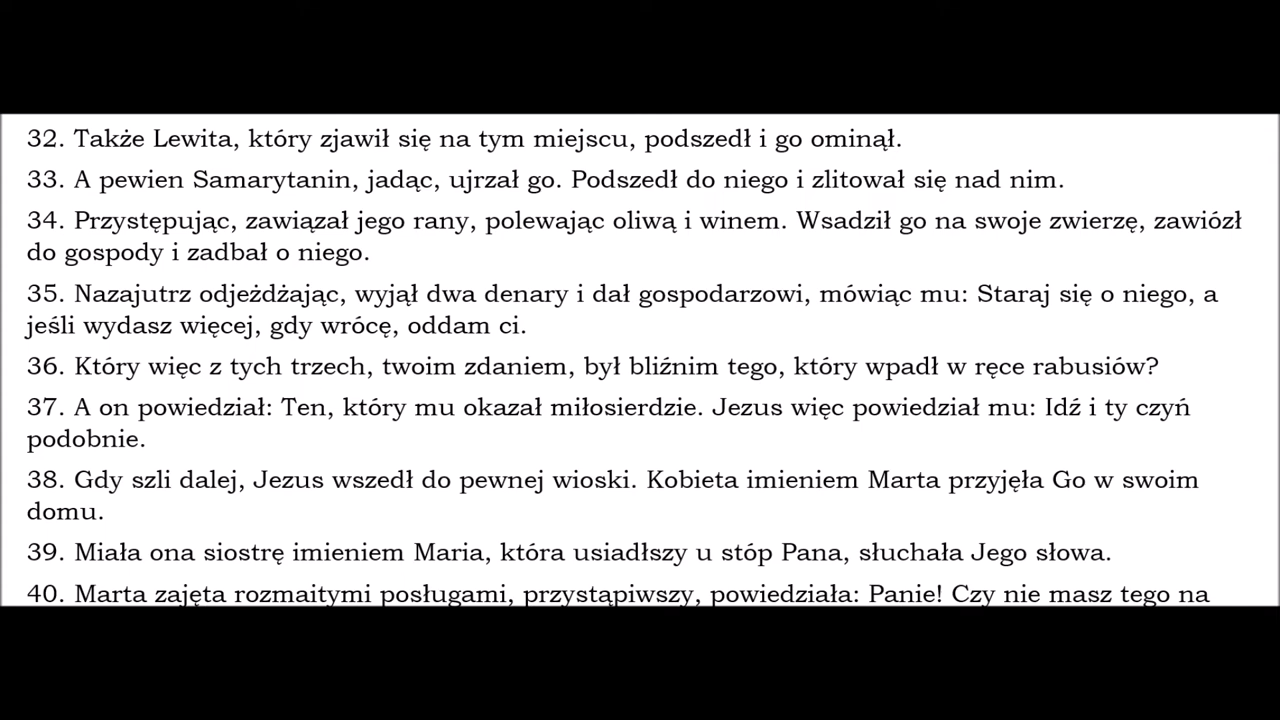 32. Także Lewita, który zjawił się na tym miejscu, podszedł i go ominął.
33. A pewien Samarytanin, jadąc, ujrzał go. Podszedł do niego i zlitował się nad nim.
34. Przystępując, zawiązał jego rany, polewając oliwą i winem. Wsadził go na swoje zwierzę, zawiózł
do gospody i zadbał o niego.
35. Nazajutrz odjeżdżając, wyjął dwa denary i dał gospodarzowi, mówiąc mu: Staraj się o niego, a
jeśli wydasz więcej, gdy wrócę, oddam ci.
36. Który więc z tych trzech, twoim zdaniem, był bliźnim tego, który wpadł w ręce rabusiów?
37. A on powiedział: Ten, który mu okazał miłosierdzie. Jezus więc powiedział mu: Idź i ty czyń
podobnie.
38. Gdy szli dalej, Jezus wszedł do pewnej wioski. Kobieta imieniem Marta przyjęła Go w swoim
domu.
39. Miała ona siostrę imieniem Maria, która usiadłszy u stóp Pana, słuchała Jego słowa.
40. Marta zajęta rozmaitymi posługami, przystąpiwszy, powiedziała: Panie! Czy nie masz tego na